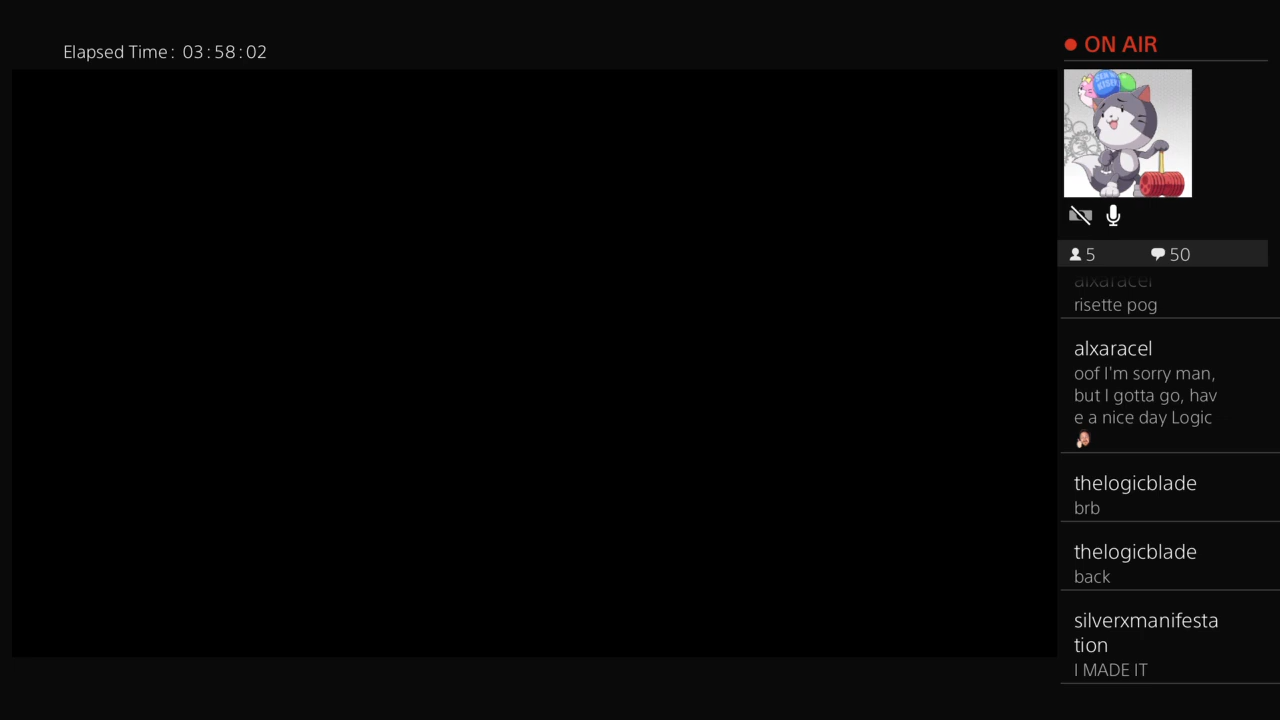 Elapsed Time: 03:58:02
ON AIR
5 50
alxaracel
risette pog
alxaracel
oof I'm sorry man,
but I gotta go, hav
e a nice day Logic
thelogicblade
brb
thelogicblade
back
silverxmanifesta
tion
I MADE IT